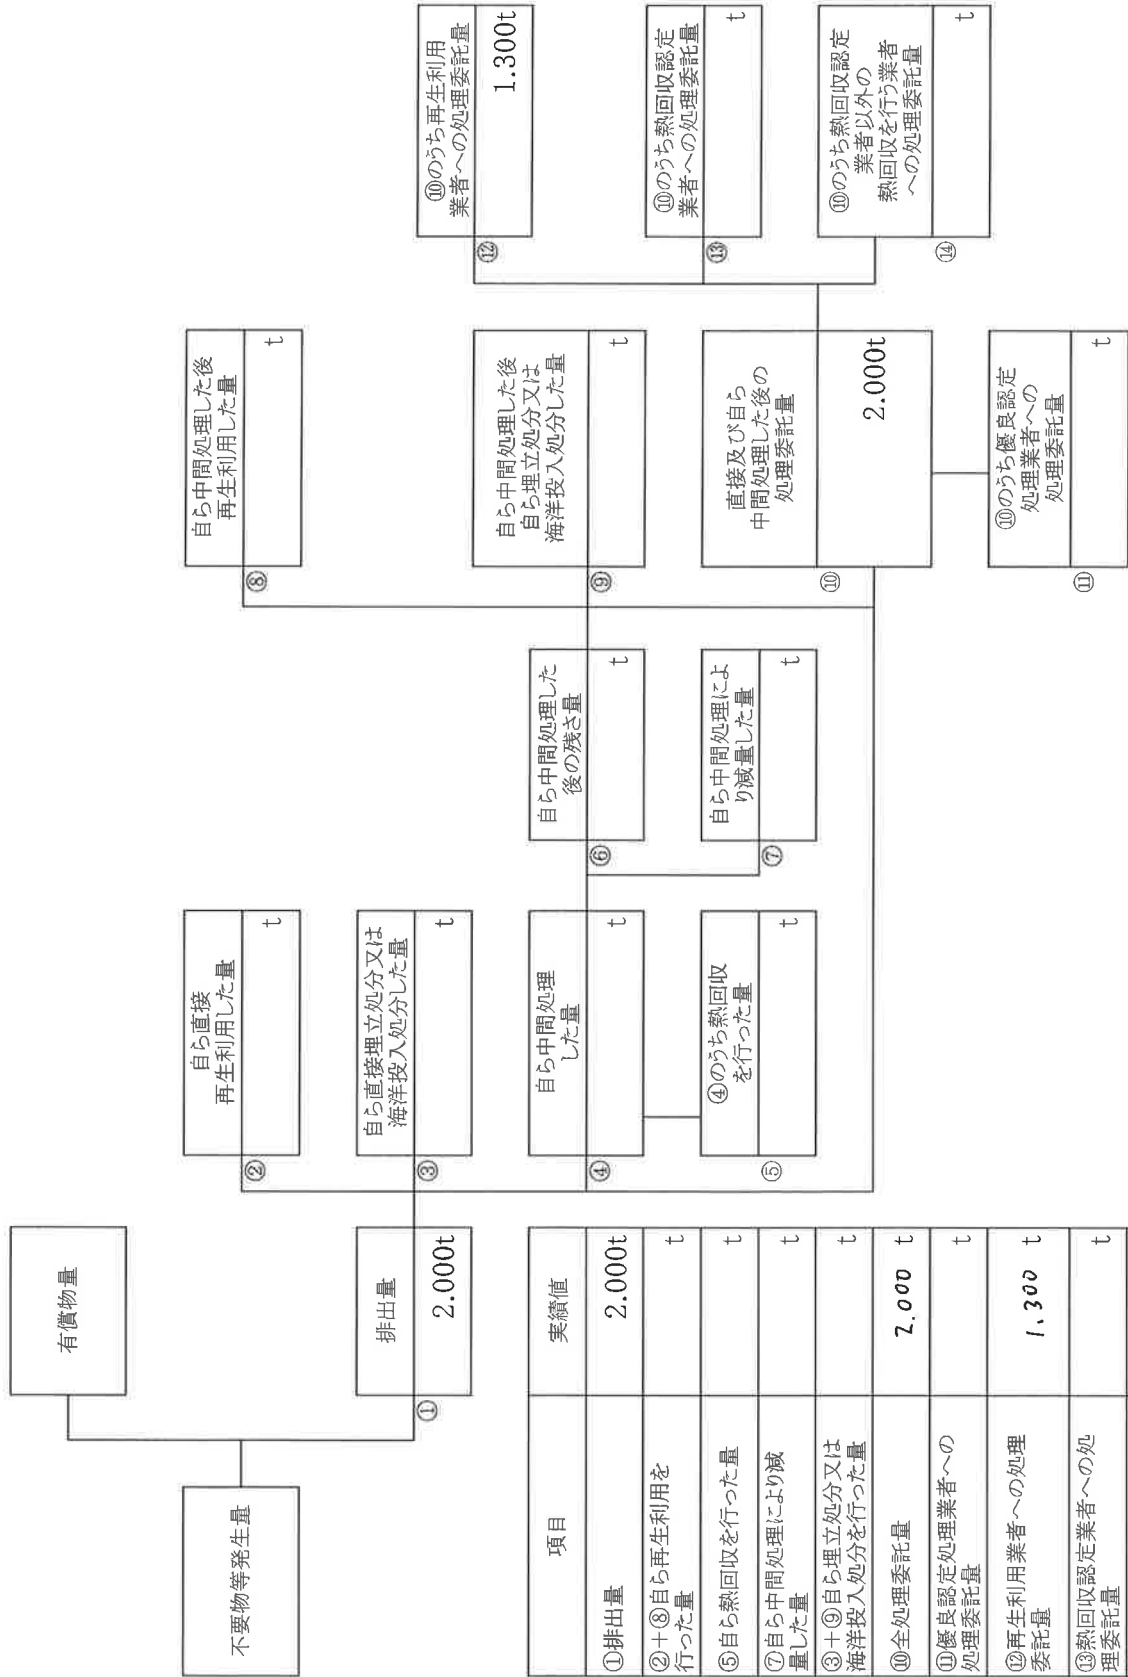 不要物等発生量
有償物量
①
排出量
2.000t
②
自ら直接
再生利用した量
t
③
自ら直接埋立処分又は
海洋投入処分した量
t
④
自ら中間処理
した量
t
⑤
④のうち熱回収
を行った量
t
⑥
自ら中間処理した
後の残さ量
t
⑦
自ら中間処理によ
り減量した量
t
⑧
自ら中間処理した後
再生利用した量
t
⑨
自ら中間処理した後
自ら埋立処分又は
海洋投入処分した量
t
⑩
直接及び自ら
中間処理した後の
処理委託量
2.000t
⑪
⑩のうち優良認定
処理業者への
処理委託量
t
⑫
⑩のうち再生利用
業者への処理委託量
1.300t
⑬
⑩のうち熱回収認定
業者への処理委託量
t
⑭
⑩のうち熱回収認定
業者以外の
熱回収を行う業者
への処理委託量
t
項目 実績値
①排出量 2.000t
②+⑧自ら再生利用を
行った量 t
⑤自ら熱回収を行った量 t
⑦自ら中間処理により減
量した量 t
③+⑨自ら埋立処分又は
海洋投入処分を行った量 t
⑩全処理委託量 2.000 t
⑪優良認定処理業者への
処理委託量 t
⑫再生利用業者への処理
委託量 1.300 t
⑬熱回収認定業者への処
理委託量 t